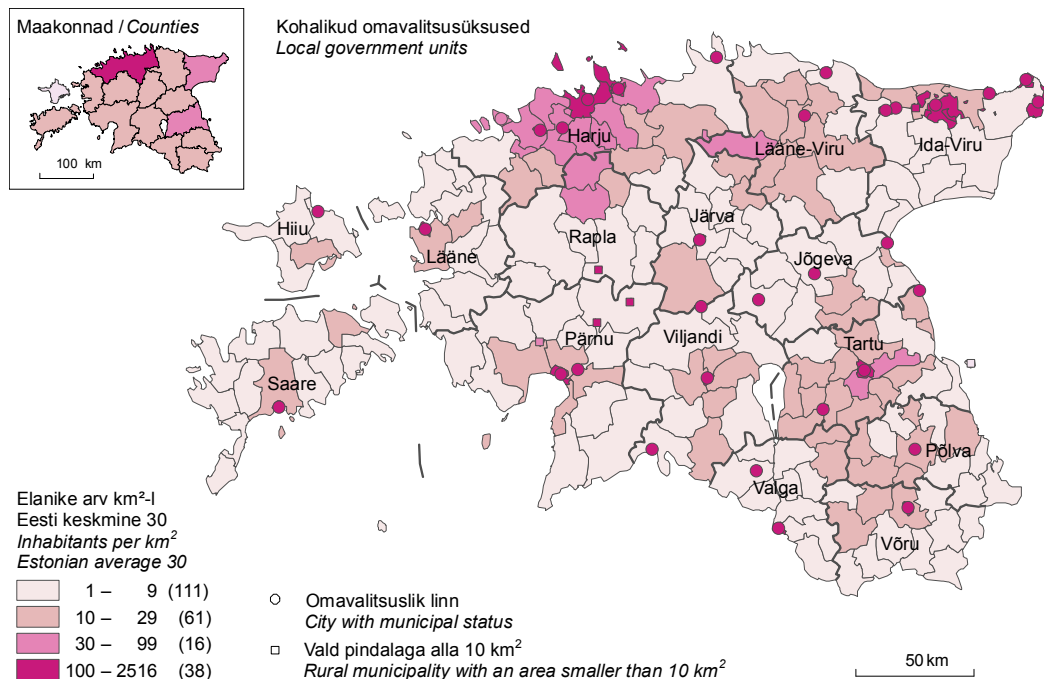 Maakonnad / Counties
100 km
Kohalikud omavalitsusüksused
Local government units
Harju
Lääne-Viru
Ida-Viru
Hiiu
Lääne
Rapla
Järva
Jõgeva
Pärnu
Viljandi
Tartu
Saare
Põlva
Valga
Võru
Elanike arv km²-l
Eesti keskmine 30
Inhabitants per km²
Estonian average 30
1 – 9 (111)
10 – 29 (61)
30 – 99 (16)
100 – 2516 (38)
Omavalitsuslik linn
City with municipal status
Vald pindalaga alla 10 km²
Rural municipality with an area smaller than 10 km²
50 km